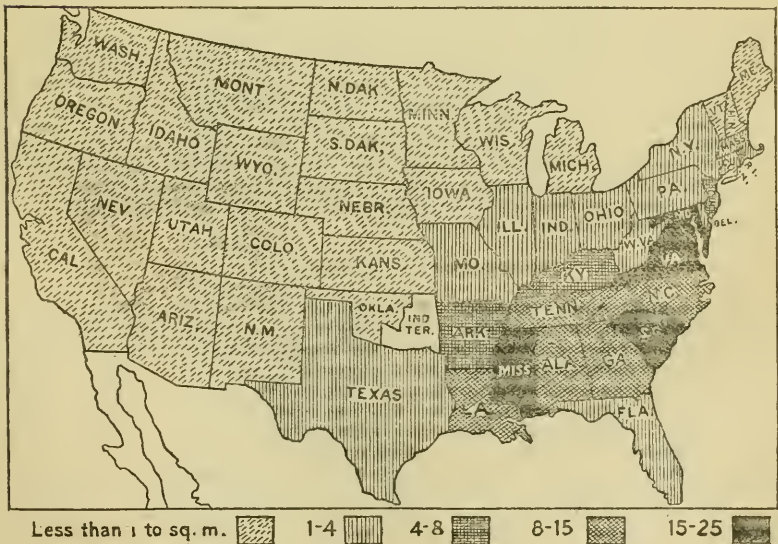 WASH.
MONT
N.DAK
MINN.
ME.
OREGON
IDAHO
S.DAK.
WIS.
VT.
N.Y.
WYO.
MICH.
IOWA
PA.
NEV.
NEBR.
UTAH
COLO
ILL.
IND.
OHIO
DEL.
W.VA
VA.
CAL
KANS.
MO.
KY.
N.C.
TENN.
ARIZ.
N.M.
OKLA.
IND
TER.
ARK.
S.C.
MISS.
ALA
GA.
TEXAS
LA.
FLA.
Less than 1 to sq. m. 1-4 4-8 8-15 15-25